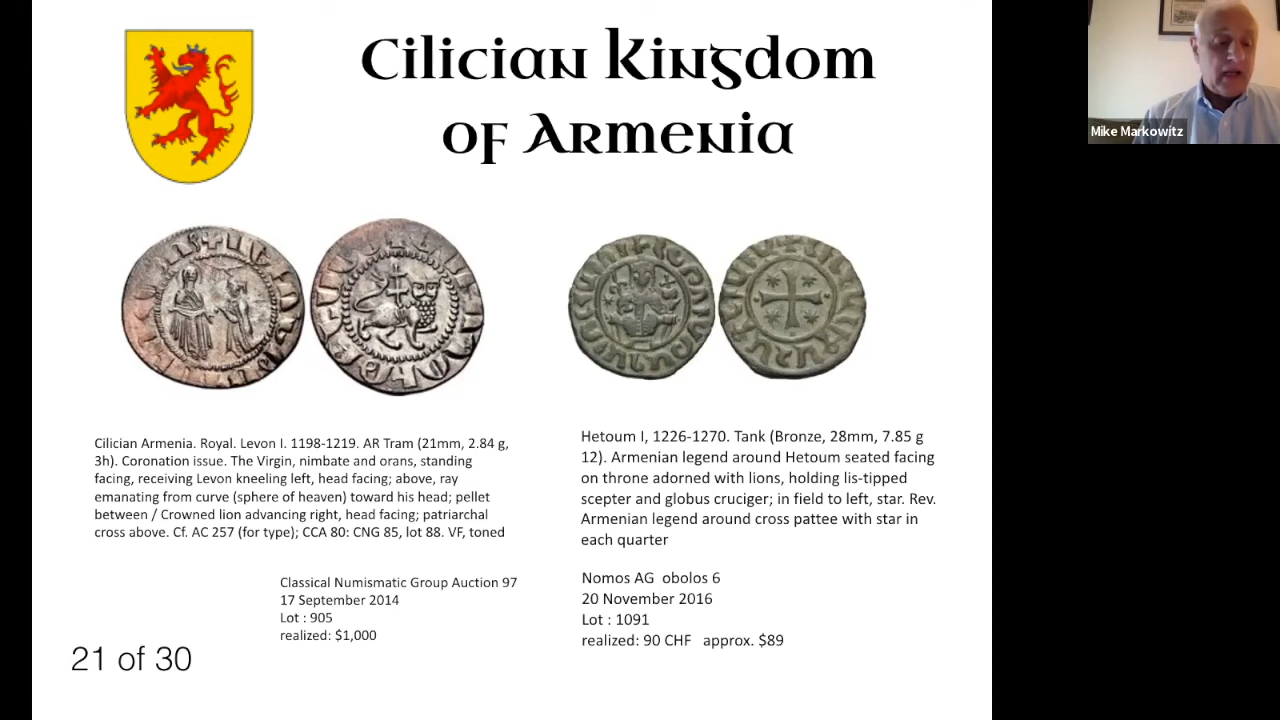 Cilician Kingdom
of Armenia
Mike Markowitz
Cilician Armenia. Royal. Levon I. 1198-1219. AR Tram (21mm, 2.84 g,
3h). Coronation issue. The Virgin, nimbate and orans, standing
facing, receiving Levon kneeling left, head facing; above, ray
emanating from curve (sphere of heaven) toward his head; pellet
between / Crowned lion advancing right, head facing; patriarchal
cross above. Cf. AC 257 (for type); CCA 80: CNG 85, lot 88. VF, toned
Classical Numismatic Group Auction 97
17 September 2014
Lot : 905
realized: $1,000
Hetoum I, 1226-1270. Tank (Bronze, 28mm, 7.85 g
12). Armenian legend around Hetoum seated facing
on throne adorned with lions, holding lis-tipped
scepter and globus cruciger; in field to left, star. Rev.
Armenian legend around cross pattee with star in
each quarter
Nomos AG obolos 6
20 November 2016
Lot : 1091
realized: 90 CHF approx. $89
21 of 30